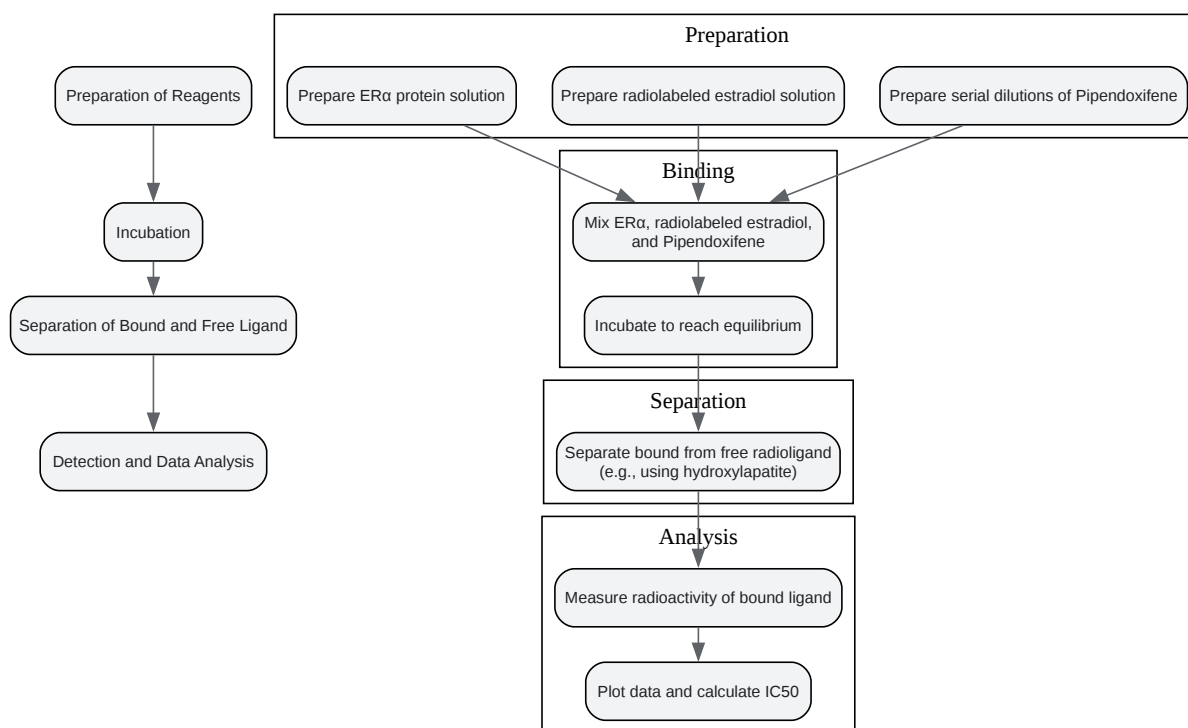 Preparation
Preparation of Reagents
Prepare ERα protein solution
Prepare radiolabeled estradiol solution
Prepare serial dilutions of Pipendoxifene
Binding
Incubation
Mix ERα, radiolabeled estradiol,
and Pipendoxifene
Separation of Bound and Free Ligand
Incubate to reach equilibrium
Separation
Detection and Data Analysis
Separate bound from free radioligand
(e.g., using hydroxylapatite)
Analysis
Measure radioactivity of bound ligand
Plot data and calculate IC50